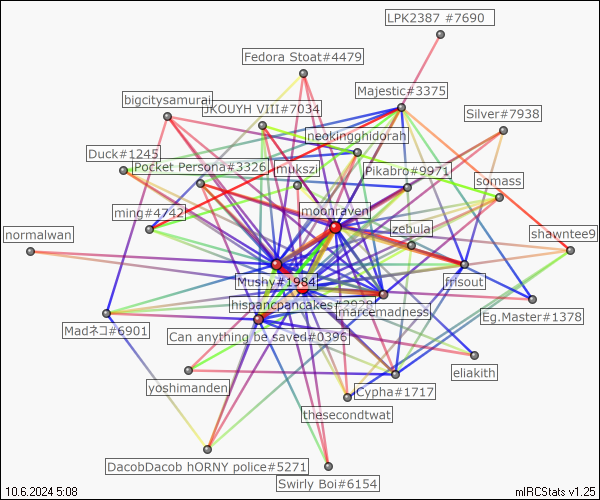 LPK2387 #7690
Fedora Stoat#4479
Majestic#3375
bigcitysamurai
JKOUYH VIII#7034
Silver#7938
neokingghidorah
Duck#1245
Pocket Persona#3326
mukszi
Pikabro#9971
somass
ming#4742
moonraven
normalwan
zebula
shawntee9
Mushy#1984
frisout
hispancpancakes#2928
marcemadness
Eg.Master#1378
Madネコ#6901
Can anything be saved#0396
eliakith
yoshimanden
Cypha#1717
thesecondtwat
DacobDacob hORNY police#5271
Swirly Boi#6154
10.6.2024 5:08
mIRCStats v1.25